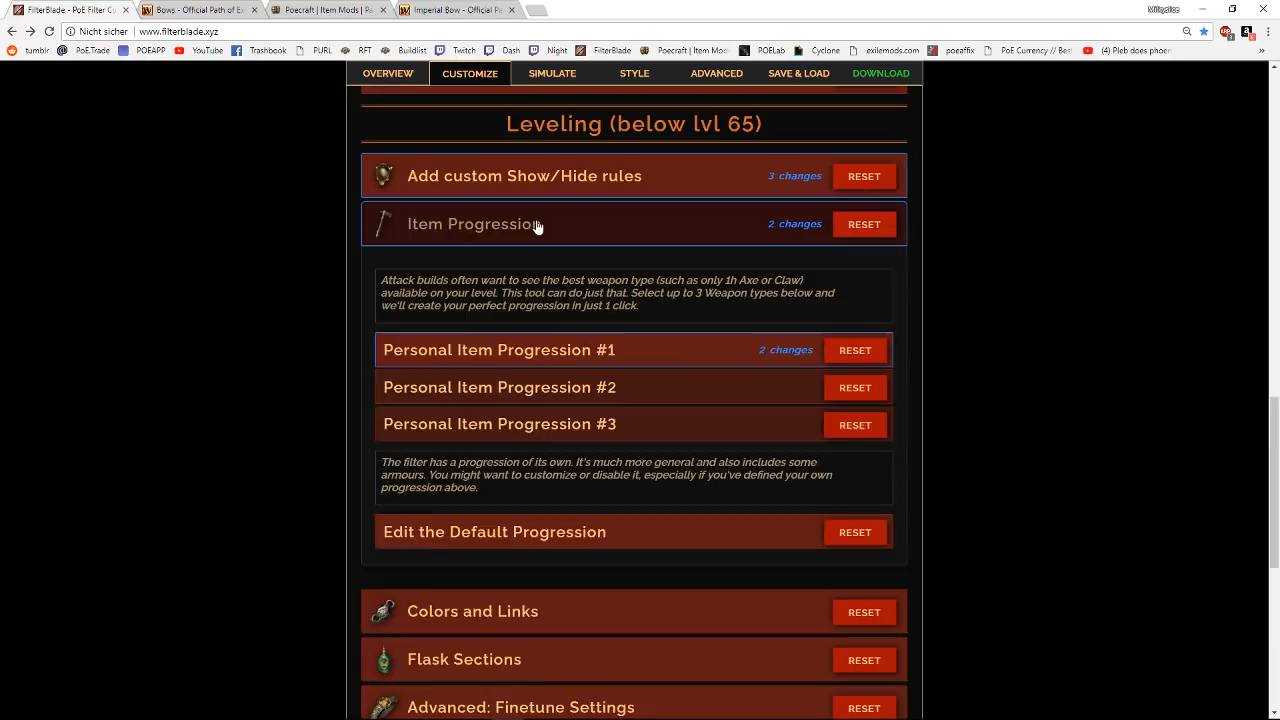 FilterBlade - PoE Filter Cu
Bows - Official Path of Ex
Poecraft | Item Mods | Pa
Imperial Bow - Official Pa
Nicht sicher | www.filterblade.xyz
tumblr
PoE.Trade
POEAPP
YouTube
Trashbook
PURL
RFT
Buildlist
Twitch
Dash
Night
FilterBlade
Poecraft | Item Mods
POELab
Cyclone
exilemods.com
poeaffix
PoE Currency // Best
(4) Pleb does phoen
OVERVIEW
CUSTOMIZE
SIMULATE
STYLE
ADVANCED
SAVE & LOAD
DOWNLOAD
Leveling (below lvl 65)
Add custom Show/Hide rules
3 changes
RESET
Item Progression
2 changes
RESET
Attack builds often want to see the best weapon type (such as only 1h Axe or Claw)
available on your level. This tool can do just that. Select up to 3 Weapon types below and
we'll create your perfect progression in just 1 click.
Personal Item Progression #1
2 changes
RESET
Personal Item Progression #2
RESET
Personal Item Progression #3
RESET
The filter has a progression of its own. It's much more general and also includes some
armours. You might want to customize or disable it, especially if you've defined your own
progression above.
Edit the Default Progression
RESET
Colors and Links
RESET
Flask Sections
RESET
Advanced: Finetune Settings
RESET